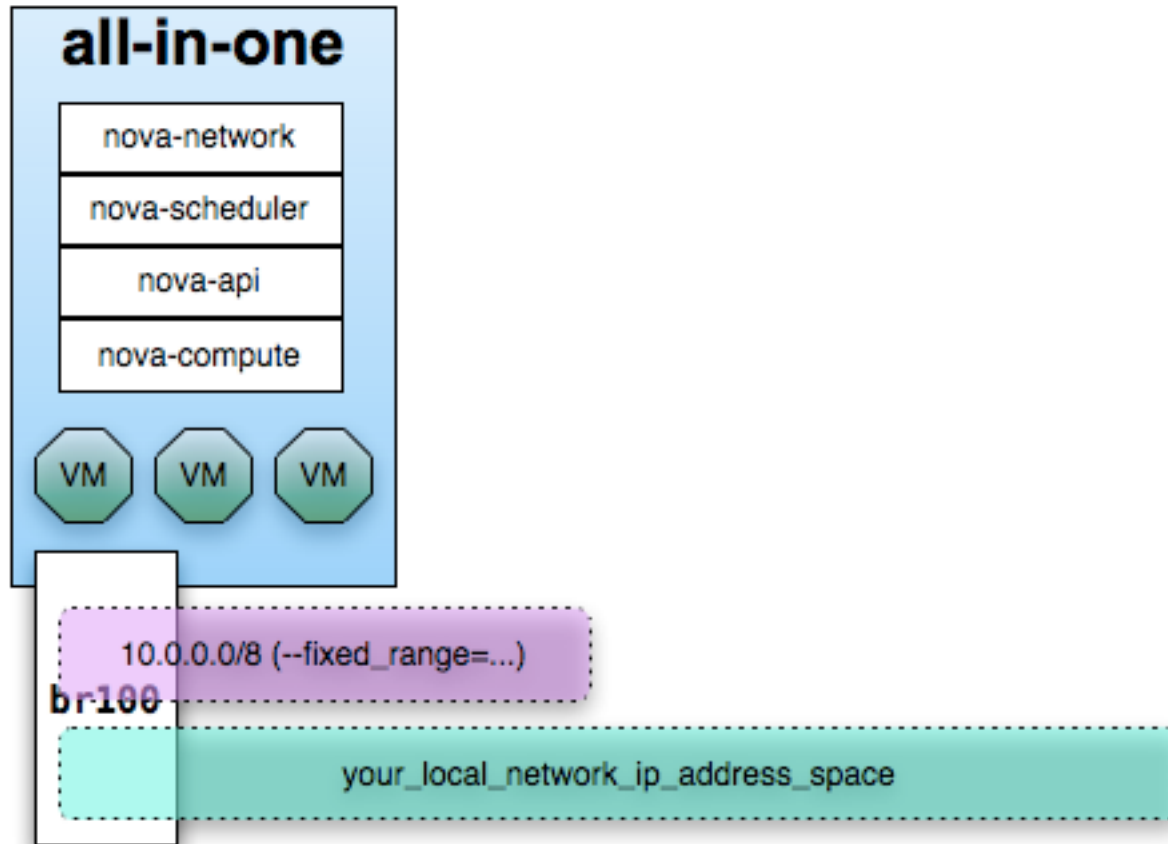 all-in-one
nova-network
nova-scheduler
nova-api
nova-compute
VM VM VM
10.0.0.0/8 (--fixed_range=...)
br100
your_local_network_ip_address_space